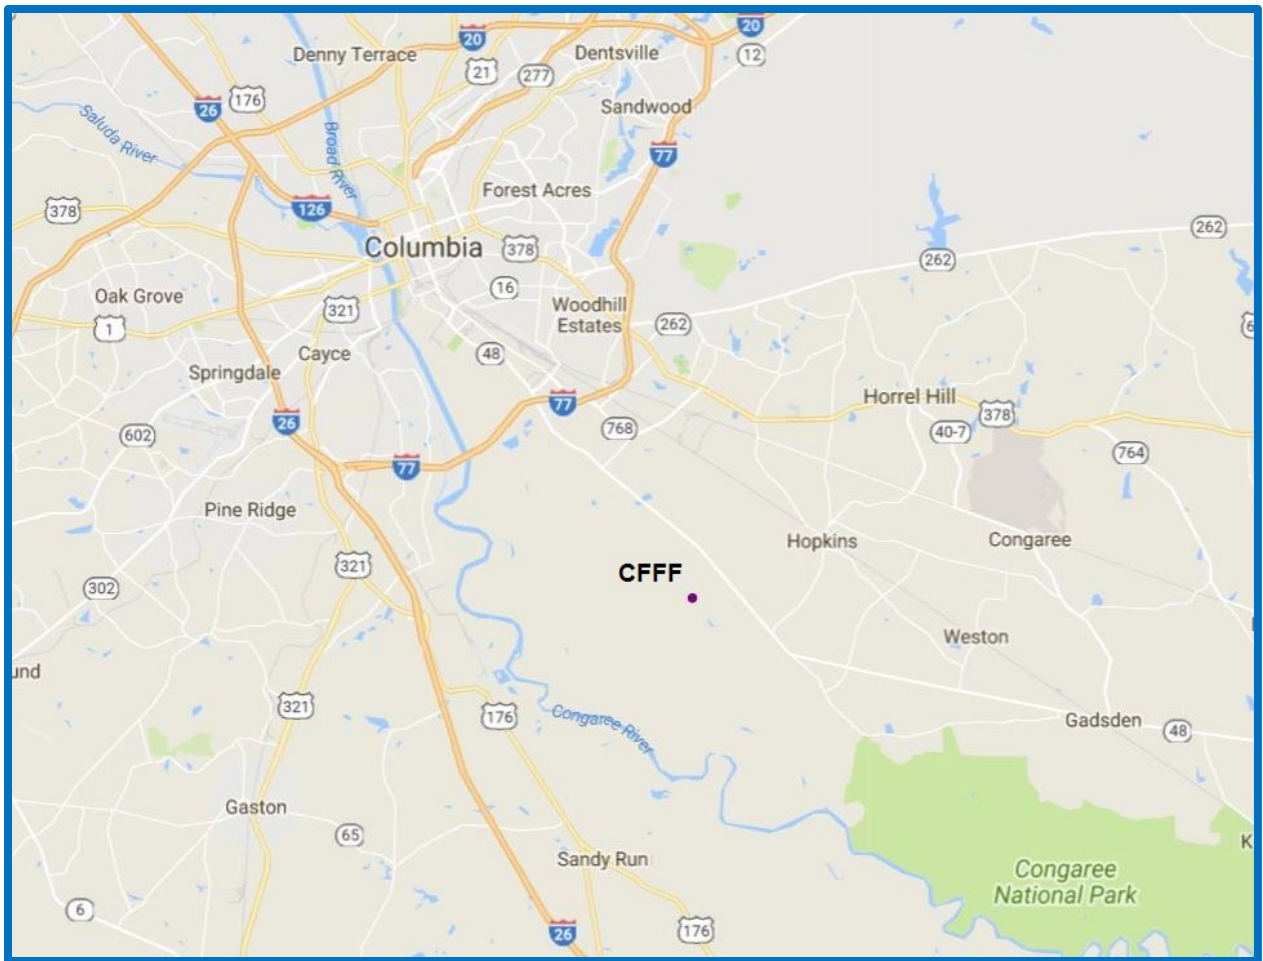 20
20
Denny Terrace
Dentsville
12
21
277
176
26
Sandwood
Saluda River
Broad River
77
Forest Acres
378
126
262
Columbia
378
262
16
Oak Grove
321
Woodhill
Estates
262
1
6
Cayce
48
Springdale
Horrel Hill
77
378
26
768
602
40-7
764
77
Pine Ridge
Hopkins
Congaree
321
CFFF
302
Weston
und
321
176
Congaree River
Gadsden
48
Gaston
65
K
Sandy Run
Congaree
National Park
6
26
176